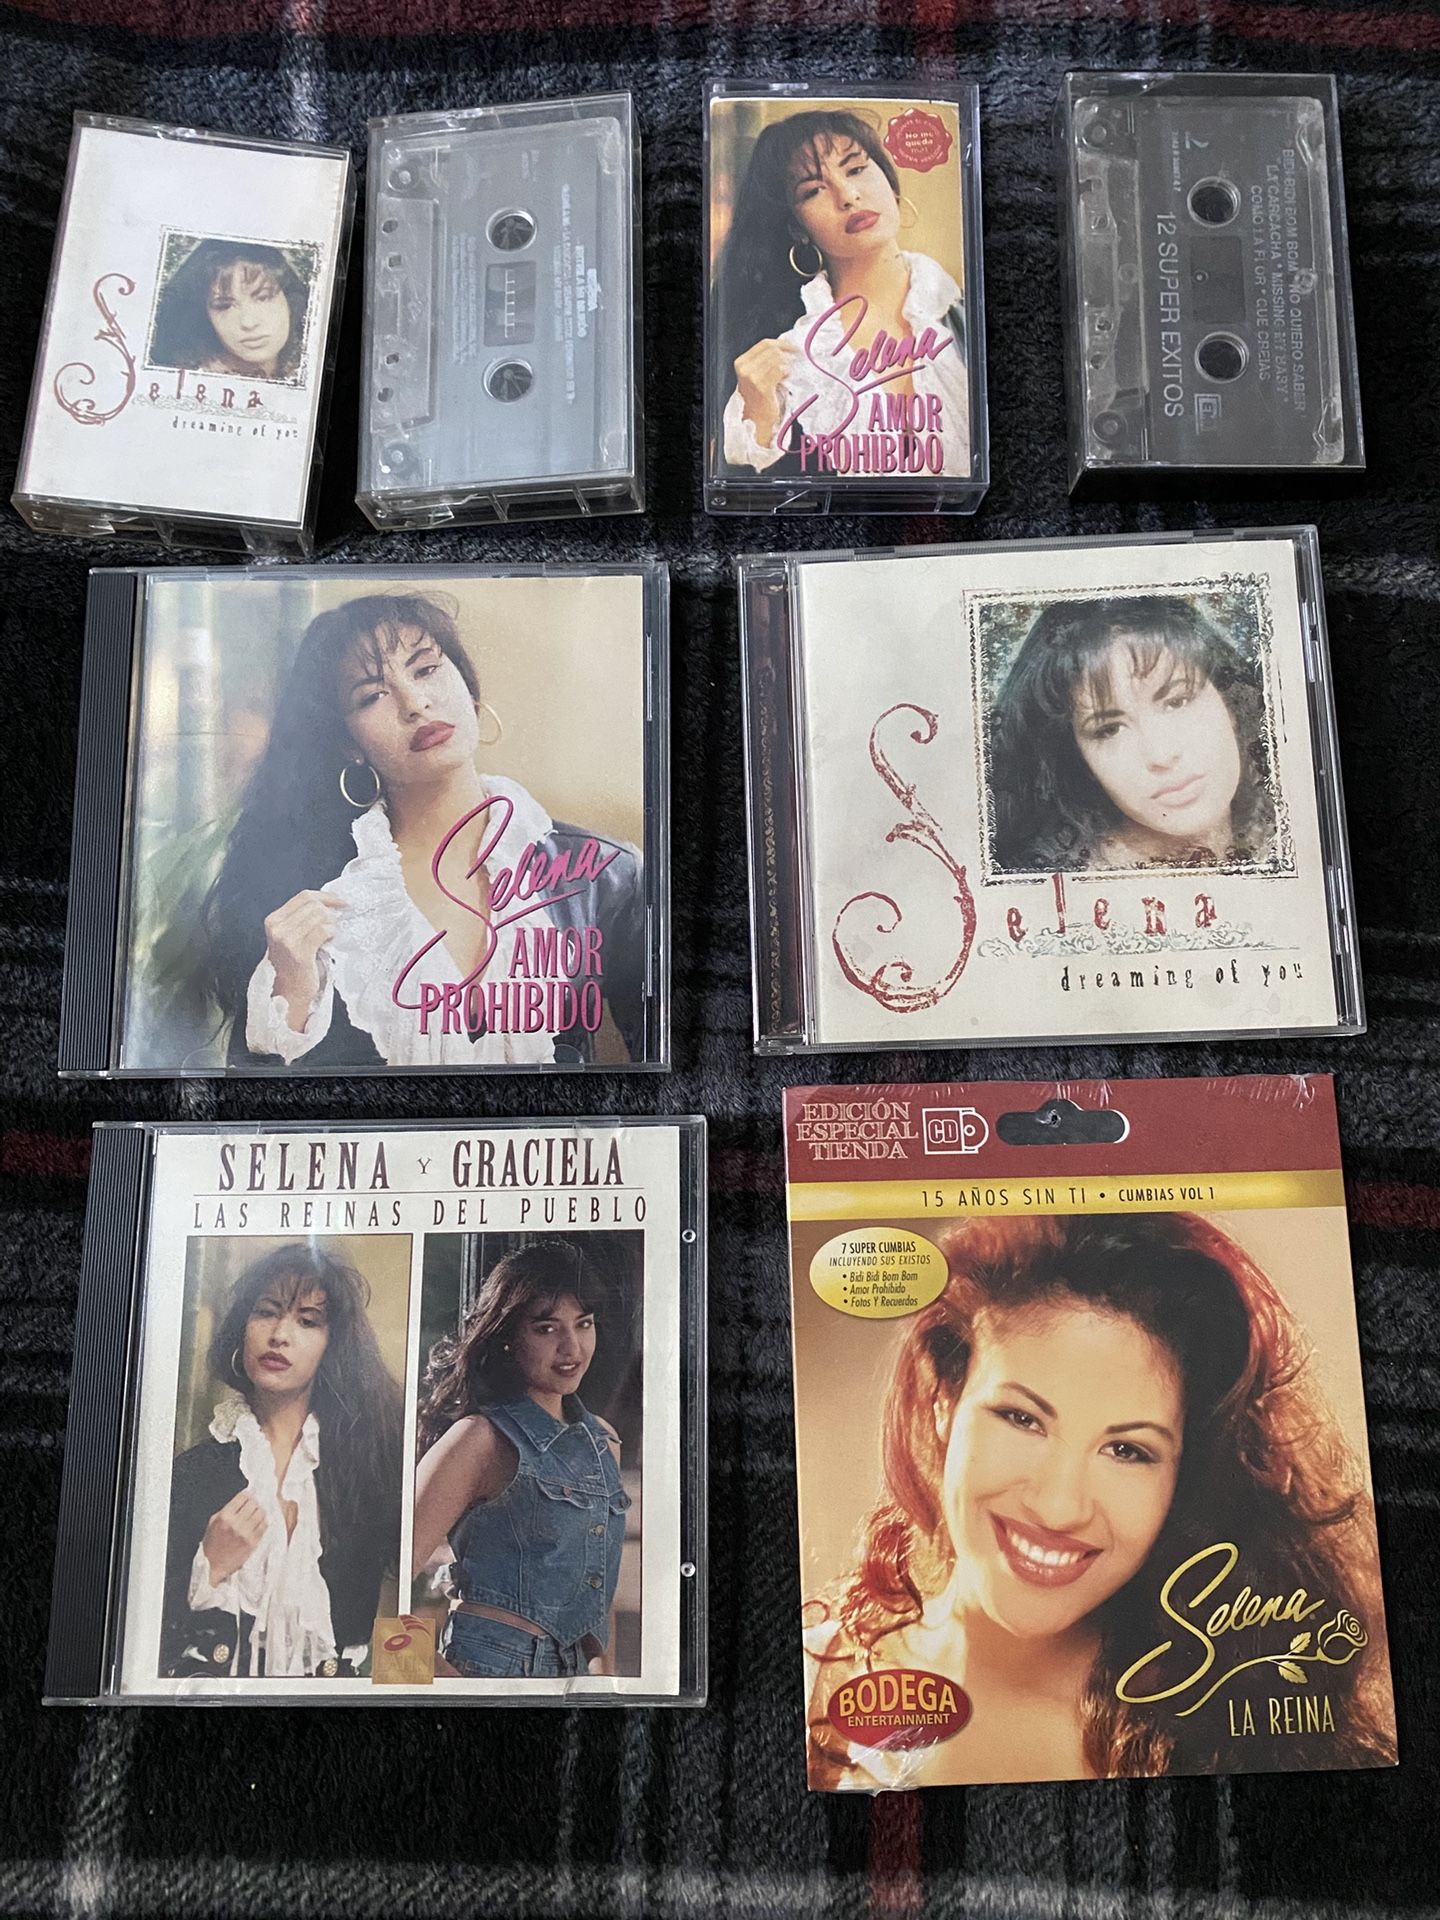 Selena
dreaming of you
No me
queda
más
Selena
AMOR
PROHIBIDO
2
BIDI BIDI BOM BOM • NO QUIERO SABER
LA CARCACHA • MISSING MY BABY
COMO LA FLOR • QUE CREIAS
12 SUPER EXITOS
EMI
Selena
AMOR
PROHIBIDO
Selena
dreaming of you
SELENA Y GRACIELA
LAS REINAS DEL PUEBLO
EDICIÓN
ESPECIAL
TIENDA
CD
15 AÑOS SIN TI • CUMBIAS VOL 1
7 SUPER CUMBIAS
INCLUYENDO SUS EXISTOS
• Bidi Bidi Bom Bom
• Amor Prohibido
• Fotos Y Recuerdos
Selena
LA REINA
BODEGA
ENTERTAINMENT